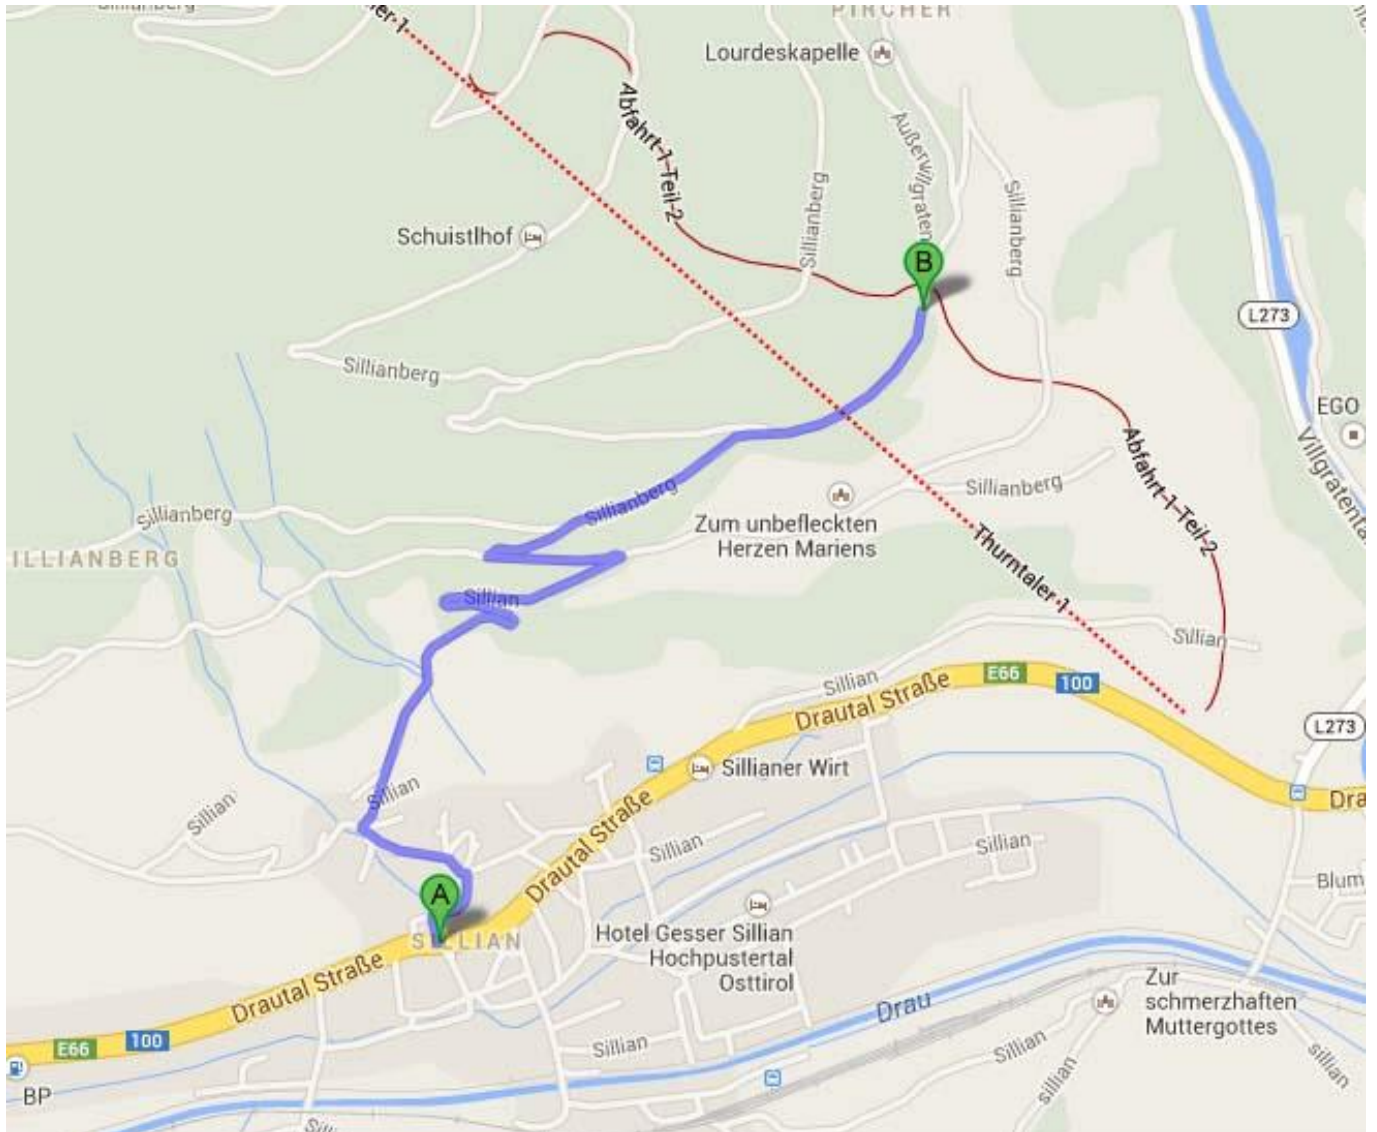 Sillianberg
PIRCHER
Lourdeskapelle
Abfahrt 1 Teil 2
Außervillgraten
Sillianberg
Sillianberg
Schuistlhof
B
L273
Sillianberg
EGO
Abfahrt 1 Teil 2
Sillianberg
Sillianberg
Sillianberg
Zum unbefleckten
Herzen Mariens
ILLIANBERG
Thurntaler 1
Sillian
Sillian
Sillian
E66
100
Drautal Straße
L273
Sillianer Wirt
Sillian
Sillian
Drautal Straße
Dra
Sillian
Sillian
Blum
A
SILLIAN
Hotel Gesser Sillian
Hochpustertal
Osttirol
Drautal Straße
Drau
Zur
schmerzhaften
Muttergottes
E66
100
Sillian
Sillian
sillian
sillian
BP